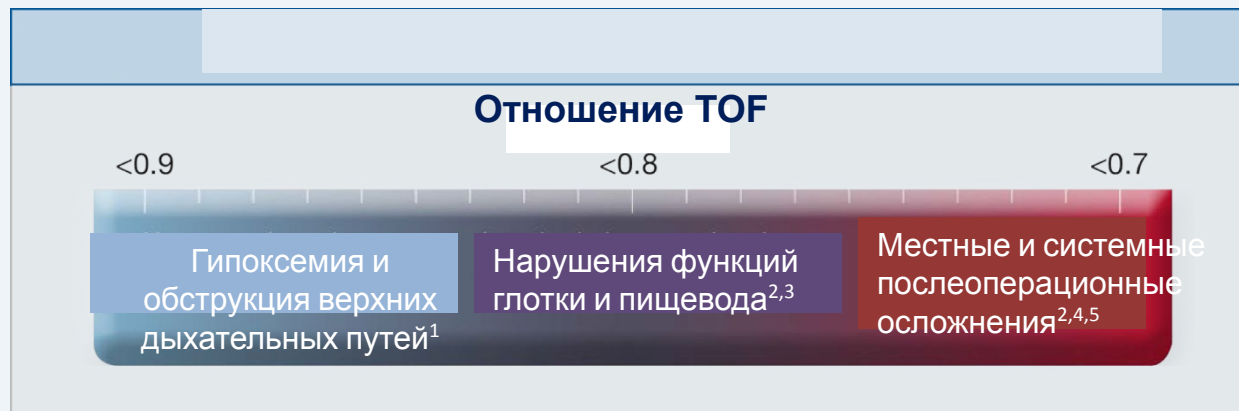 Отношение TOF
<0.9 <0.8 <0.7
Гипоксемия и
обструкция верхних
дыхательных путей1
Нарушения функций
глотки и пищевода2,3
Местные и системные
послеоперационные
осложнения2,4,5